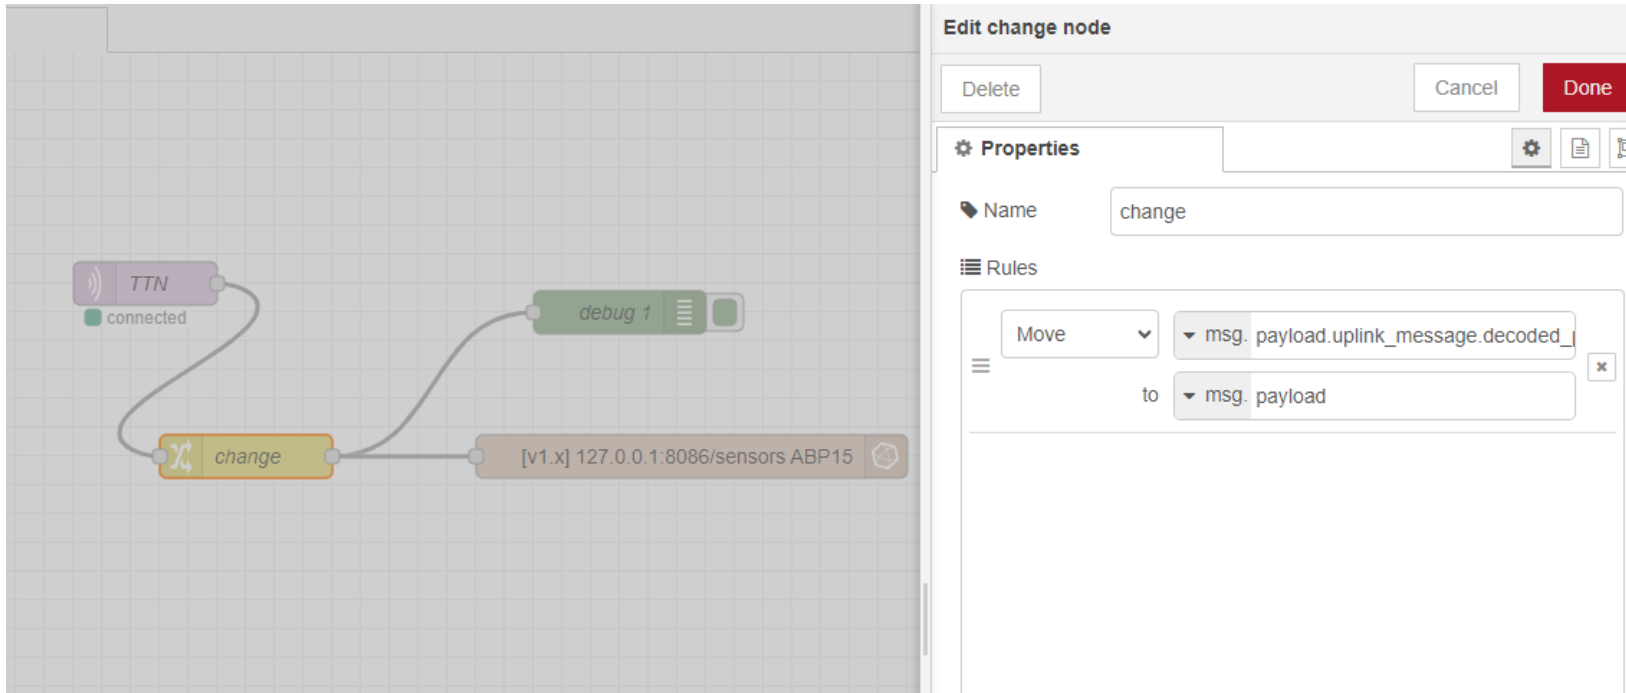 Edit change node
Delete
Cancel
Done
Properties
Name
change
Rules
Move
msg. payload.uplink_message.decoded_
to
msg. payload
TTN
connected
debug 1
change
[v1.x] 127.0.0.1:8086/sensors ABP15